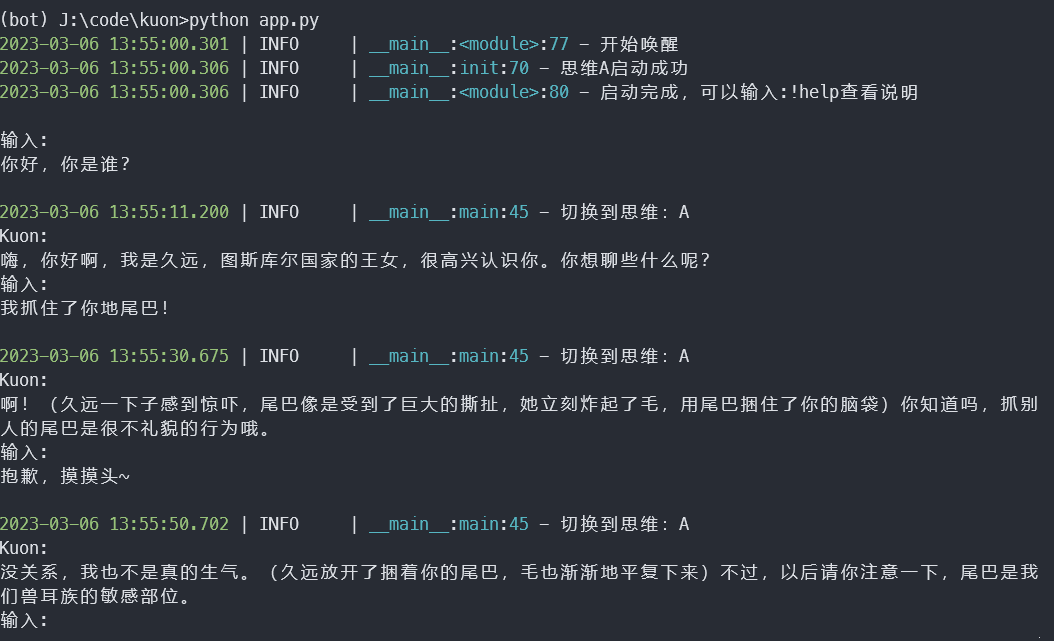 (bot) J:\code\kuon>python app.py
2023-03-06 13:55:00.301 | INFO     | __main__:<module>:77 - 开始唤醒
2023-03-06 13:55:00.306 | INFO     | __main__:init:70 - 思维A启动成功
2023-03-06 13:55:00.306 | INFO     | __main__:<module>:80 - 启动完成，可以输入:!help查看说明
输入:
你好，你是谁?
2023-03-06 13:55:11.200 | INFO     | __main__:main:45 - 切换到思维: A
Kuon:
嗨，你好啊，我是久远，图斯库尔国家的王女，很高兴认识你。你想聊些什么呢?
输入:
我抓住了你地尾巴!
2023-03-06 13:55:30.675 | INFO     | __main__:main:45 - 切换到思维: A
Kuon:
啊! （久远一下子感到惊吓，尾巴像是受到了巨大的撕扯，她立刻炸起了毛，用尾巴捆住了你的脑袋）你知道吗，抓别
人的尾巴是很不礼貌的行为哦。
输入:
抱歉，摸摸头~
2023-03-06 13:55:50.702 | INFO     | __main__:main:45 - 切换到思维: A
Kuon:
没关系，我也不是真的生气。（久远放开了捆着你的尾巴，毛也渐渐地平复下来）不过，以后请你注意一下，尾巴是我
们兽耳族的敏感部位。
输入: